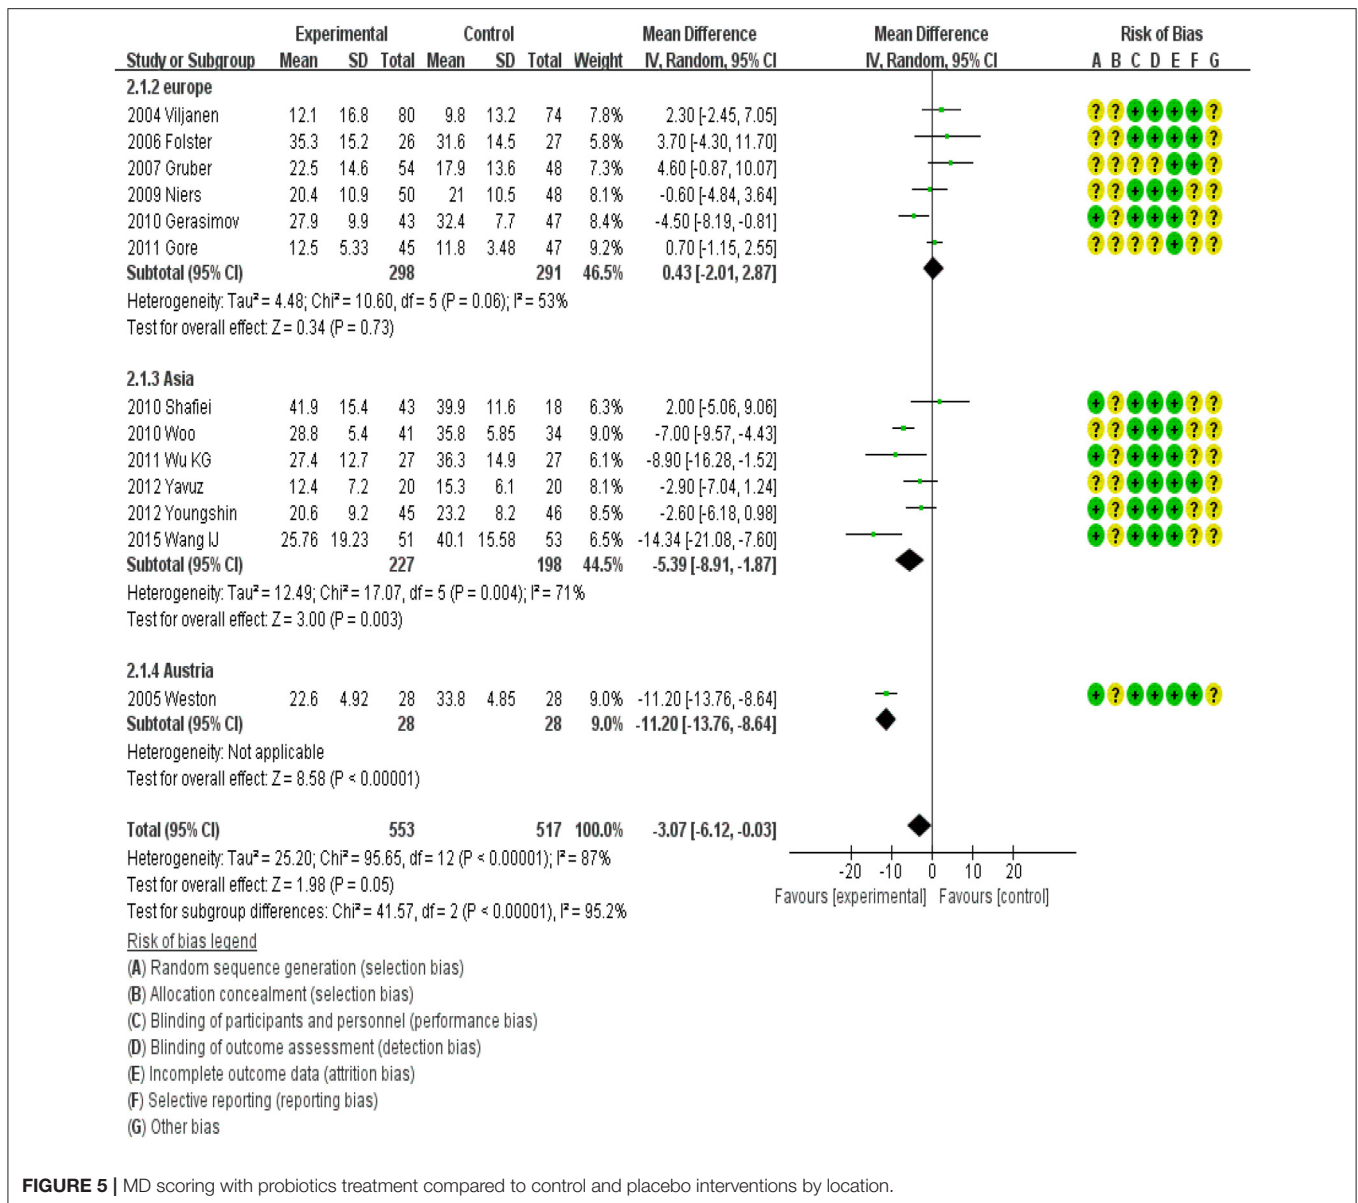 Experimental Control Mean Difference Mean Difference Risk of Bias
Study or Subgroup Mean SD Total Mean SD Total Weight IV, Random, 95% CI IV, Random, 95% CI A B C D E F G
2.1.2 europe
2004 Viljanen 12.1 16.8 80 9.8 13.2 74 7.8% 2.30 [-2.45, 7.05] ? ? + + + + ?
2006 Folster 35.3 15.2 26 31.6 14.5 27 5.8% 3.70 [-4.30, 11.70] ? ? + + + + ?
2007 Gruber 22.5 14.6 54 17.9 13.6 48 7.3% 4.60 [-0.87, 10.07] ? ? ? ? + + ?
2009 Niers 20.4 10.9 50 21 10.5 48 8.1% -0.60 [-4.84, 3.64] ? ? + + + ? ?
2010 Gerasimov 27.9 9.9 43 32.4 7.7 47 8.4% -4.50 [-8.19, -0.81] + ? + + + + ?
2011 Gore 12.5 5.33 45 11.8 3.48 47 9.2% 0.70 [-1.15, 2.55] ? ? ? ? + ? ?
Subtotal (95% CI) 298 291 46.5% 0.43 [-2.01, 2.87]
Heterogeneity: Tau² = 4.48; Chi² = 10.60, df = 5 (P = 0.06); I² = 53%
Test for overall effect: Z = 0.34 (P = 0.73)
2.1.3 Asia
2010 Shafiei 41.9 15.4 43 39.9 11.6 18 6.3% 2.00 [-5.06, 9.06] + ? + + + ? ?
2010 Woo 28.8 5.4 41 35.8 5.85 34 9.0% -7.00 [-9.57, -4.43] ? ? + + + ? ?
2011 Wu KG 27.4 12.7 27 36.3 14.9 27 6.1% -8.90 [-16.28, -1.52] + ? + + + ? ?
2012 Yavuz 12.4 7.2 20 15.3 6.1 20 8.1% -2.90 [-7.04, 1.24] ? ? + + + + ?
2012 Youngshin 20.6 9.2 45 23.2 8.2 46 8.5% -2.60 [-6.18, 0.98] + ? + + + ? ?
2015 Wang IJ 25.76 19.23 51 40.1 15.58 53 6.5% -14.34 [-21.08, -7.60] + ? + + + + ?
Subtotal (95% CI) 227 198 44.5% -5.39 [-8.91, -1.87]
Heterogeneity: Tau² = 12.49; Chi² = 17.07, df = 5 (P = 0.004); I² = 71%
Test for overall effect: Z = 3.00 (P = 0.003)
2.1.4 Austria
2005 Weston 22.6 4.92 28 33.8 4.85 28 9.0% -11.20 [-13.76, -8.64] + ? + + + + ?
Subtotal (95% CI) 28 28 9.0% -11.20 [-13.76, -8.64]
Heterogeneity: Not applicable
Test for overall effect: Z = 8.58 (P < 0.00001)
Total (95% CI) 553 517 100.0% -3.07 [-6.12, -0.03]
Heterogeneity: Tau² = 25.20; Chi² = 95.65, df = 12 (P < 0.00001); I² = 87%
Test for overall effect: Z = 1.98 (P = 0.05)
Test for subgroup differences: Chi² = 41.57, df = 2 (P < 0.00001), I² = 95.2%
-20 -10 0 10 20
Favours [experimental] Favours [control]
Risk of bias legend
(A) Random sequence generation (selection bias)
(B) Allocation concealment (selection bias)
(C) Blinding of participants and personnel (performance bias)
(D) Blinding of outcome assessment (detection bias)
(E) Incomplete outcome data (attrition bias)
(F) Selective reporting (reporting bias)
(G) Other bias
FIGURE 5 | MD scoring with probiotics treatment compared to control and placebo interventions by location.